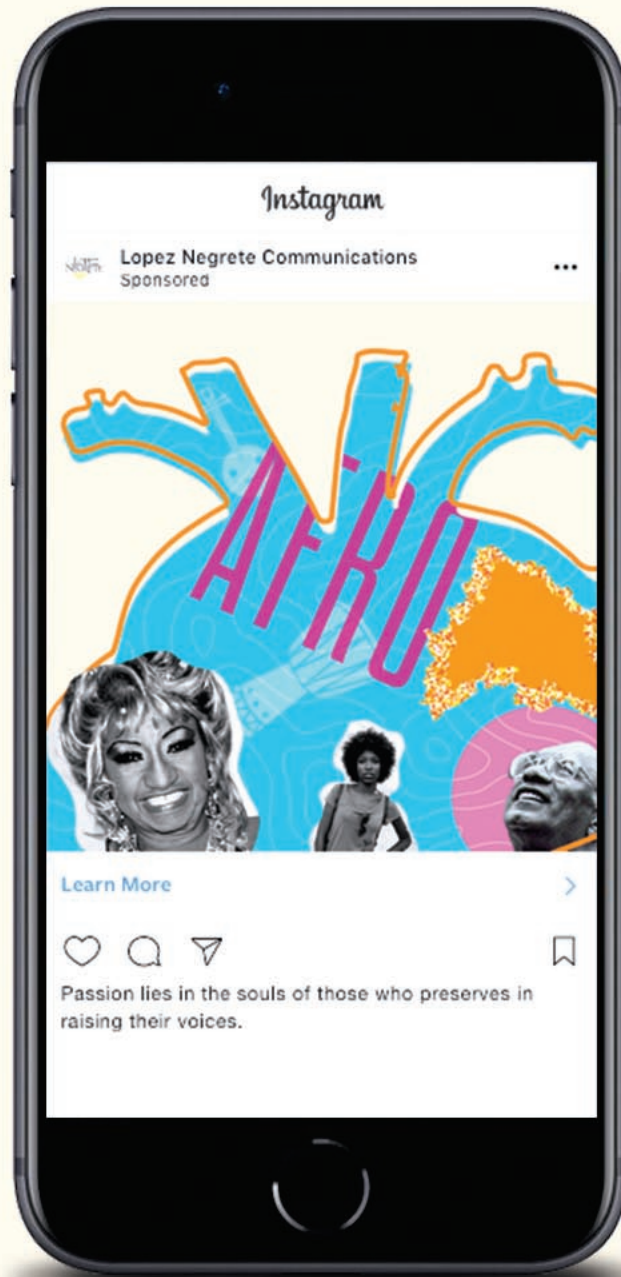 Instagram
Lopez Negrete Communications
Sponsored
AFRO
Learn More
Passion lies in the souls of those who preserves in
raising their voices.